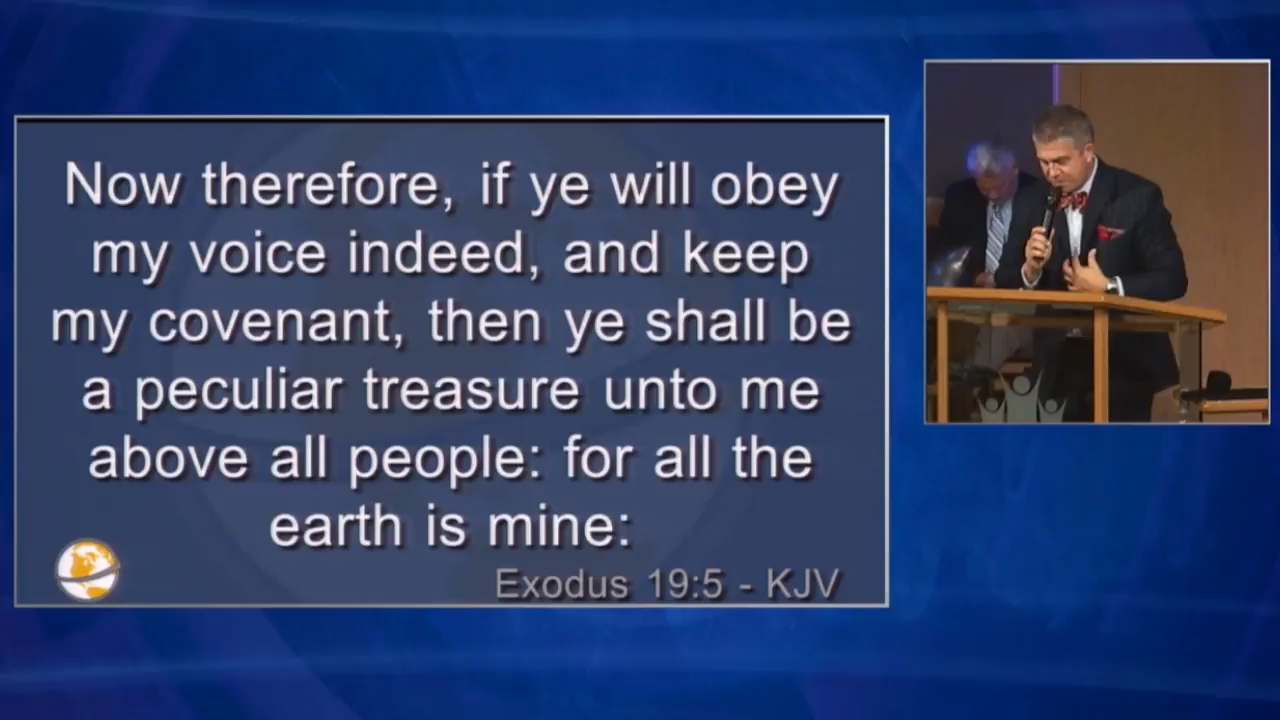 Now therefore, if ye will obey
my voice indeed, and keep
my covenant, then ye shall be
a peculiar treasure unto me
above all people: for all the
earth is mine:
Exodus 19:5 - KJV